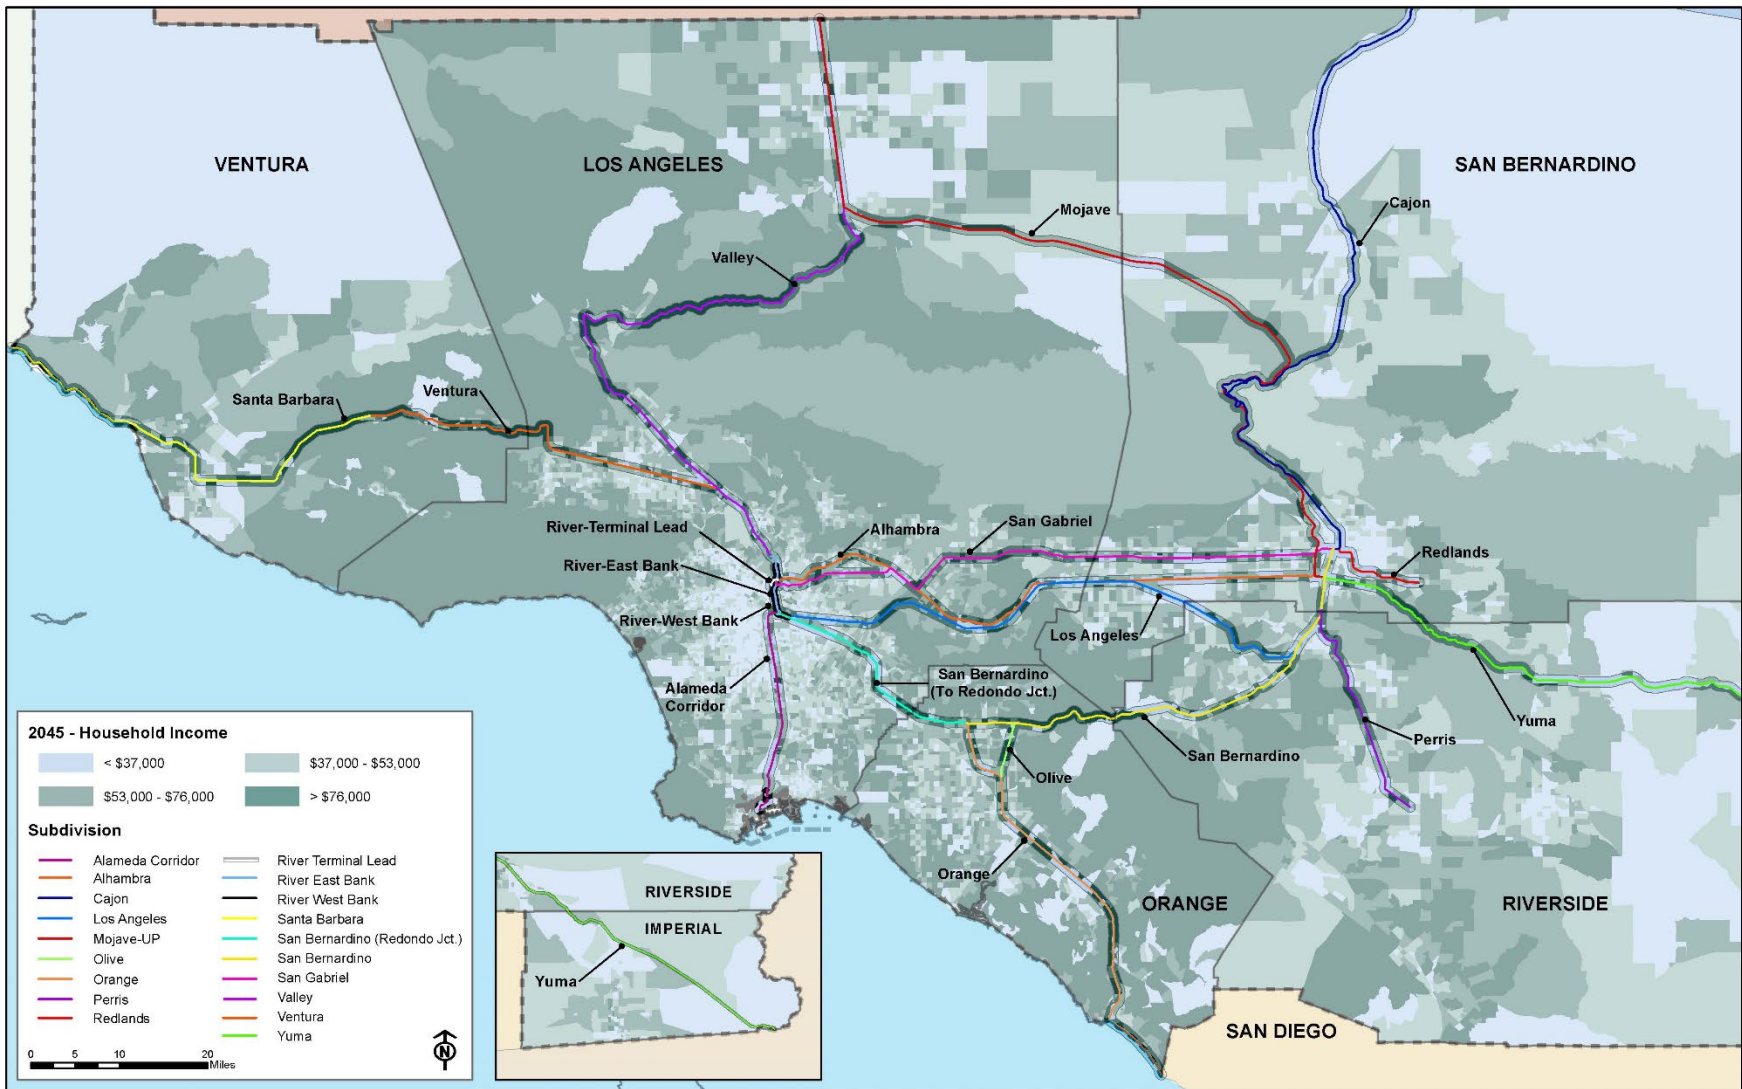 VENTURA
LOS ANGELES
SAN BERNARDINO
Mojave
Cajon
Valley
Santa Barbara
Ventura
River-Terminal Lead
Alhambra
San Gabriel
Redlands
River-East Bank
River-West Bank
Los Angeles
Alameda
Corridor
San Bernardino
(To Redondo Jct.)
Yuma
Perris
San Bernardino
Olive
Orange
ORANGE
RIVERSIDE
SAN DIEGO
2045 - Household Income
< $37,000
$37,000 - $53,000
$53,000 - $76,000
> $76,000
Subdivision
Alameda Corridor
Alhambra
Cajon
Los Angeles
Mojave-UP
Olive
Orange
Perris
Redlands
River Terminal Lead
River East Bank
River West Bank
Santa Barbara
San Bernardino (Redondo Jct.)
San Bernardino
San Gabriel
Valley
Ventura
Yuma
N
0 5 10 20
Miles
RIVERSIDE
IMPERIAL
Yuma